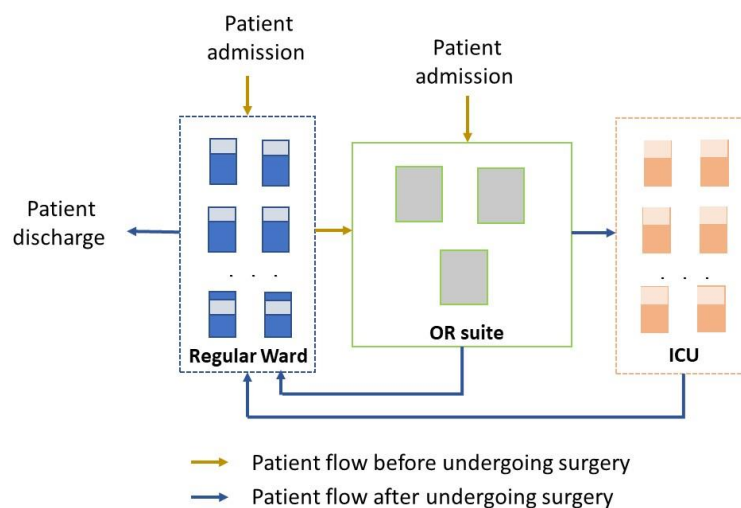 Patient
admission
Patient
admission
Patient
discharge
. . .
. . .
Regular Ward
OR suite
ICU
Patient flow before undergoing surgery
Patient flow after undergoing surgery